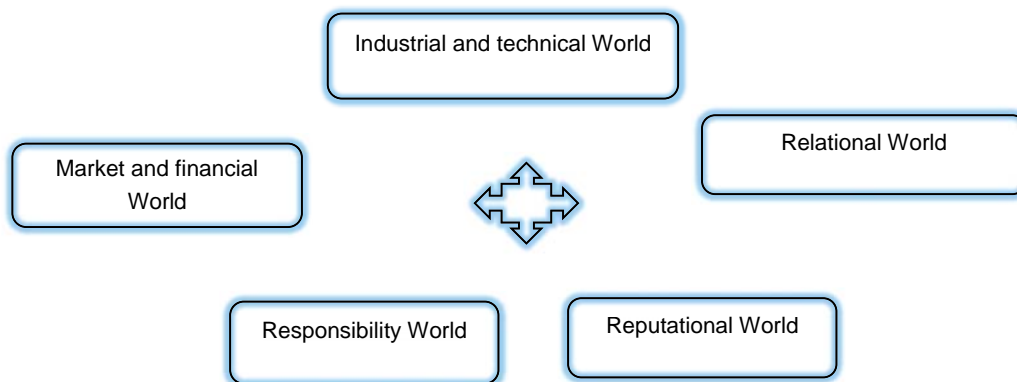 Industrial and technical World
Relational World
Market and financial
World
Responsibility World
Reputational World